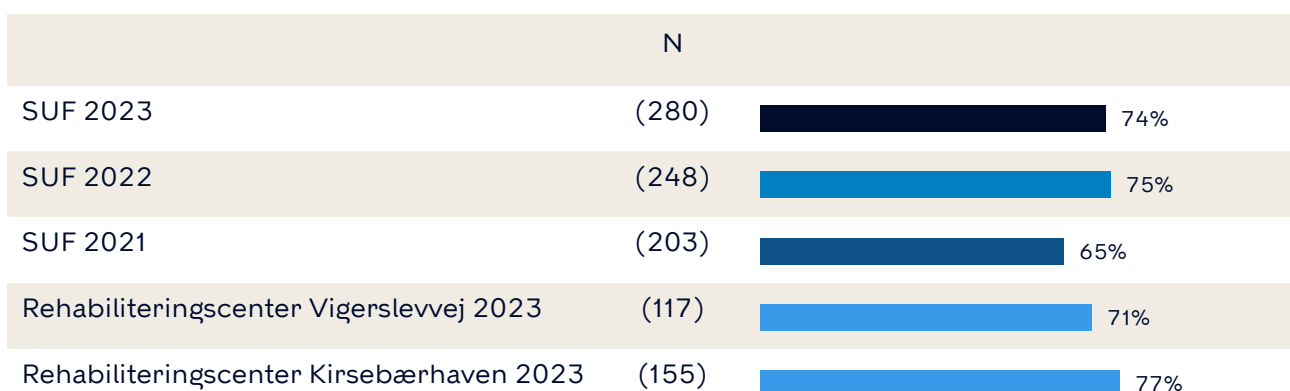 N
SUF 2023 (280) 74%
SUF 2022 (248) 75%
SUF 2021 (203) 65%
Rehabiliteringscenter Vigerslevvej 2023 (117) 71%
Rehabiliteringscenter Kirsebærhaven 2023 (155) 77%